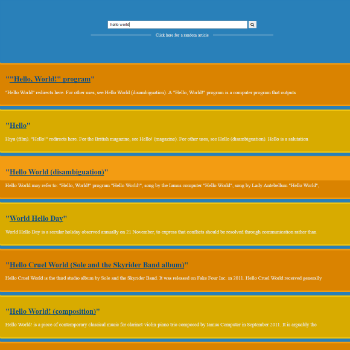 hello world
Click here for a random article
""Hello, World!" program"
"Hello World" redirects here. For other uses, see Hello World (disambiguation). A "Hello, World!" program is a computer program that outputs
"Hello"
"Hello" redirects here. For the British magazine, see Hello! (magazine). For other uses, see Hello (disambiguation). Hello is a salutation
"Hello World (disambiguation)"
Hello World may refer to: "Hello, World!" program "Hello World!", song by the Iamus computer "Hello World", song by Lady Antebellum "Hello World",
"World Hello Day"
World Hello Day is a secular holiday observed annually on 21 November, to express that conflicts should be resolved through communication rather than
"Hello Cruel World (Sole and the Skyrider Band album)"
Hello Cruel World is the third studio album by Sole and the Skyrider Band. It was released on Fake Four Inc. in 2011. Hello Cruel World received generally
"Hello World! (composition)"
Hello World! is a piece of contemporary classical music for clarinet-violin-piano trio composed by Iamus Computer in September 2011. It is arguably the